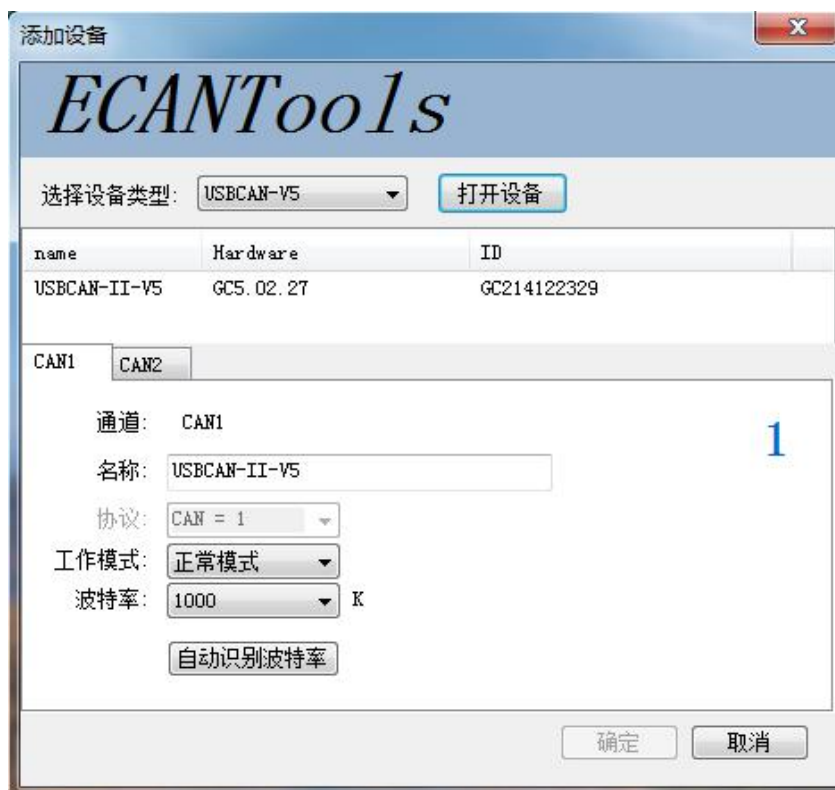 添加设备
ECANTools
选择设备类型: USBCAN-V5 打开设备
name Hardware ID
USBCAN-II-V5 GC5.02.27 GC214122329
CAN1 CAN2
通道: CAN1
1
名称: USBCAN-II-V5
协议: CAN = 1
工作模式: 正常模式
波特率: 1000 K
自动识别波特率
确定 取消